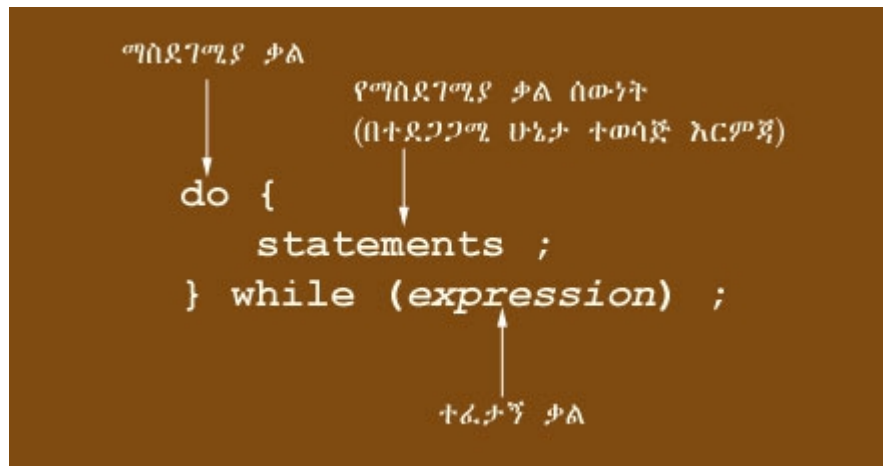 ማስደገሚያ ቃል
የማስደገሚያ ቃል ሰውነት
(በተደጋጋሚ ሁኔታ ተወሳጅ እርምጃ)
do {
statements ;
} while (expression) ;
ተፈታኝ ቃል